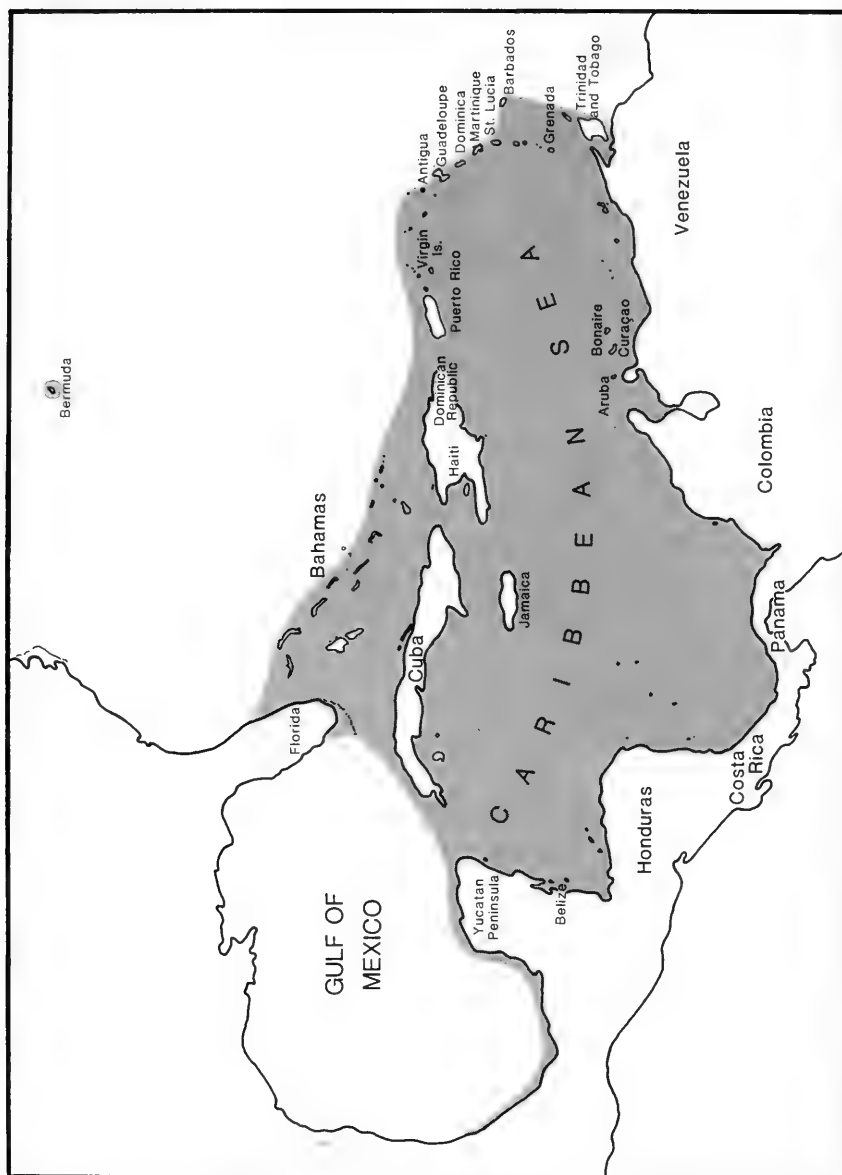 Bermuda
Bahamas
Florida
GULF OF
MEXICO
Cuba
Haiti
Dominican
Republic
Puerto Rico
Virgin
Is.
Antigua
Guadeloupe
Dominica
Martinique
St. Lucia
Barbados
Grenada
Trinidad
and Tobago
Jamaica
Yucatan
Peninsula
Belize
CARIBBEAN SEA
Honduras
Aruba
Bonaire
Curaçao
Costa
Rica
Panama
Colombia
Venezuela